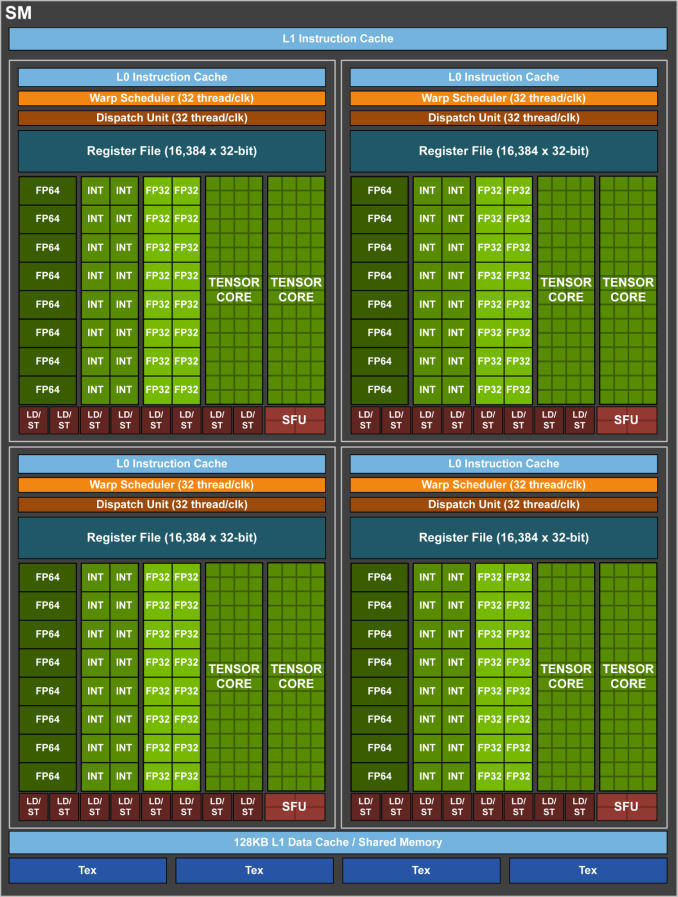 SM
L1 Instruction Cache
L0 Instruction Cache
Warp Scheduler (32 thread/clk)
Dispatch Unit (32 thread/clk)
Register File (16,384 x 32-bit)
FP64 INT INT FP32 FP32
FP64 INT INT FP32 FP32
FP64 INT INT FP32 FP32
FP64 INT INT FP32 FP32
TENSOR CORE TENSOR CORE
FP64 INT INT FP32 FP32
FP64 INT INT FP32 FP32
FP64 INT INT FP32 FP32
FP64 INT INT FP32 FP32
LD/ST LD/ST LD/ST LD/ST LD/ST LD/ST LD/ST LD/ST SFU
L0 Instruction Cache
Warp Scheduler (32 thread/clk)
Dispatch Unit (32 thread/clk)
Register File (16,384 x 32-bit)
FP64 INT INT FP32 FP32
FP64 INT INT FP32 FP32
FP64 INT INT FP32 FP32
FP64 INT INT FP32 FP32
TENSOR CORE TENSOR CORE
FP64 INT INT FP32 FP32
FP64 INT INT FP32 FP32
FP64 INT INT FP32 FP32
FP64 INT INT FP32 FP32
LD/ST LD/ST LD/ST LD/ST LD/ST LD/ST LD/ST LD/ST SFU
L0 Instruction Cache
Warp Scheduler (32 thread/clk)
Dispatch Unit (32 thread/clk)
Register File (16,384 x 32-bit)
FP64 INT INT FP32 FP32
FP64 INT INT FP32 FP32
FP64 INT INT FP32 FP32
FP64 INT INT FP32 FP32
TENSOR CORE TENSOR CORE
FP64 INT INT FP32 FP32
FP64 INT INT FP32 FP32
FP64 INT INT FP32 FP32
FP64 INT INT FP32 FP32
LD/ST LD/ST LD/ST LD/ST LD/ST LD/ST LD/ST LD/ST SFU
L0 Instruction Cache
Warp Scheduler (32 thread/clk)
Dispatch Unit (32 thread/clk)
Register File (16,384 x 32-bit)
FP64 INT INT FP32 FP32
FP64 INT INT FP32 FP32
FP64 INT INT FP32 FP32
FP64 INT INT FP32 FP32
TENSOR CORE TENSOR CORE
FP64 INT INT FP32 FP32
FP64 INT INT FP32 FP32
FP64 INT INT FP32 FP32
FP64 INT INT FP32 FP32
LD/ST LD/ST LD/ST LD/ST LD/ST LD/ST LD/ST LD/ST SFU
128KB L1 Data Cache / Shared Memory
Tex Tex Tex Tex